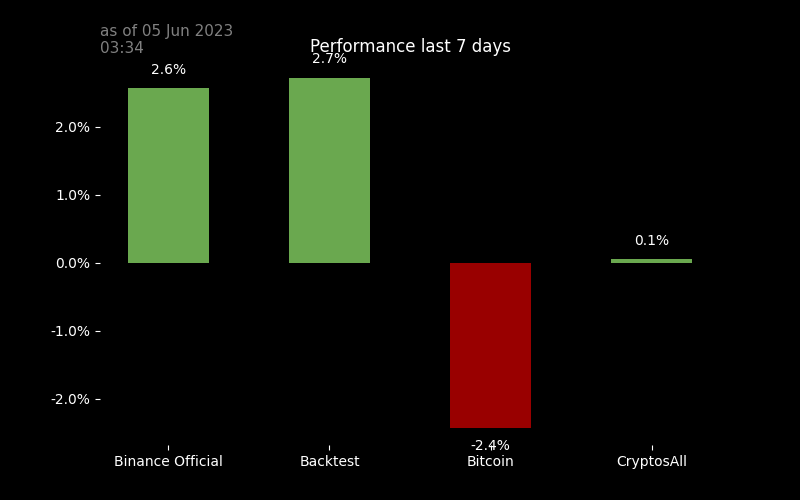 as of 05 Jun 2023
03:34
Performance last 7 days
2.6%
2.7%
2.0%
1.0%
0.1%
0.0%
-1.0%
-2.0%
-2.4%
Binance Official
Backtest
Bitcoin
CryptosAll